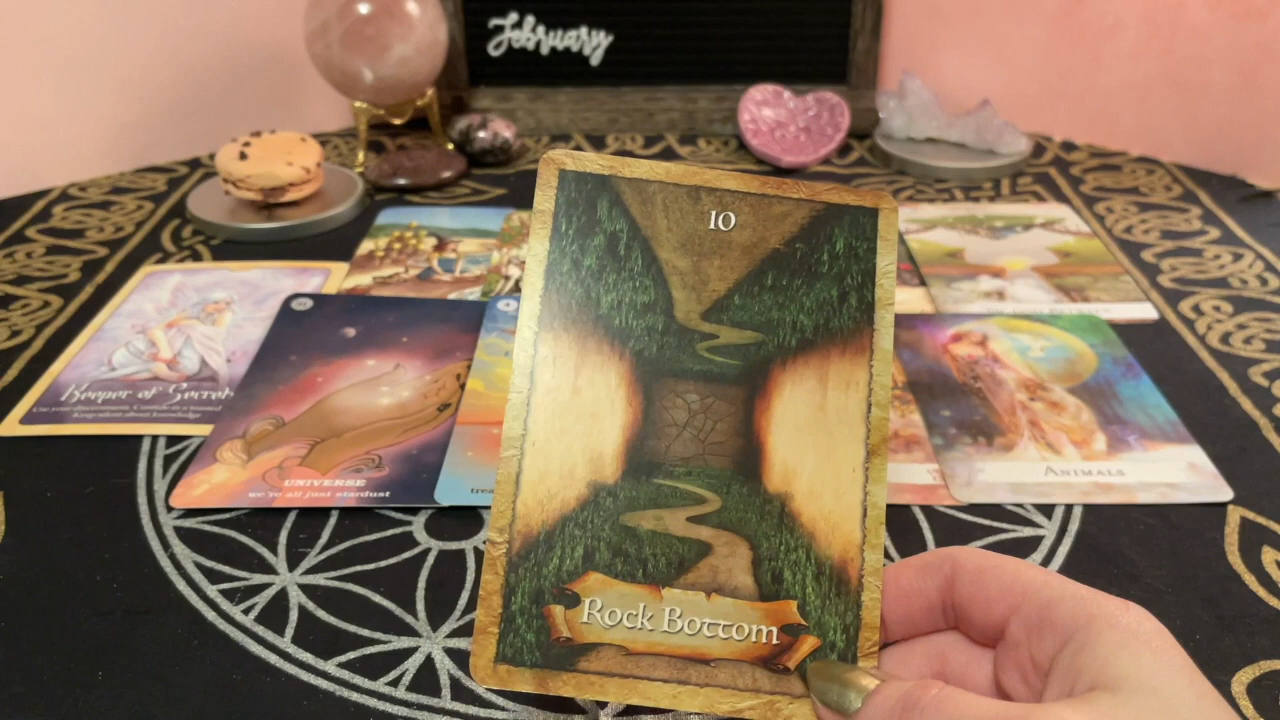 February
10
Rock Bottom
Keeper of Secrets
UNIVERSE
we're all just stardust
ANIMALS